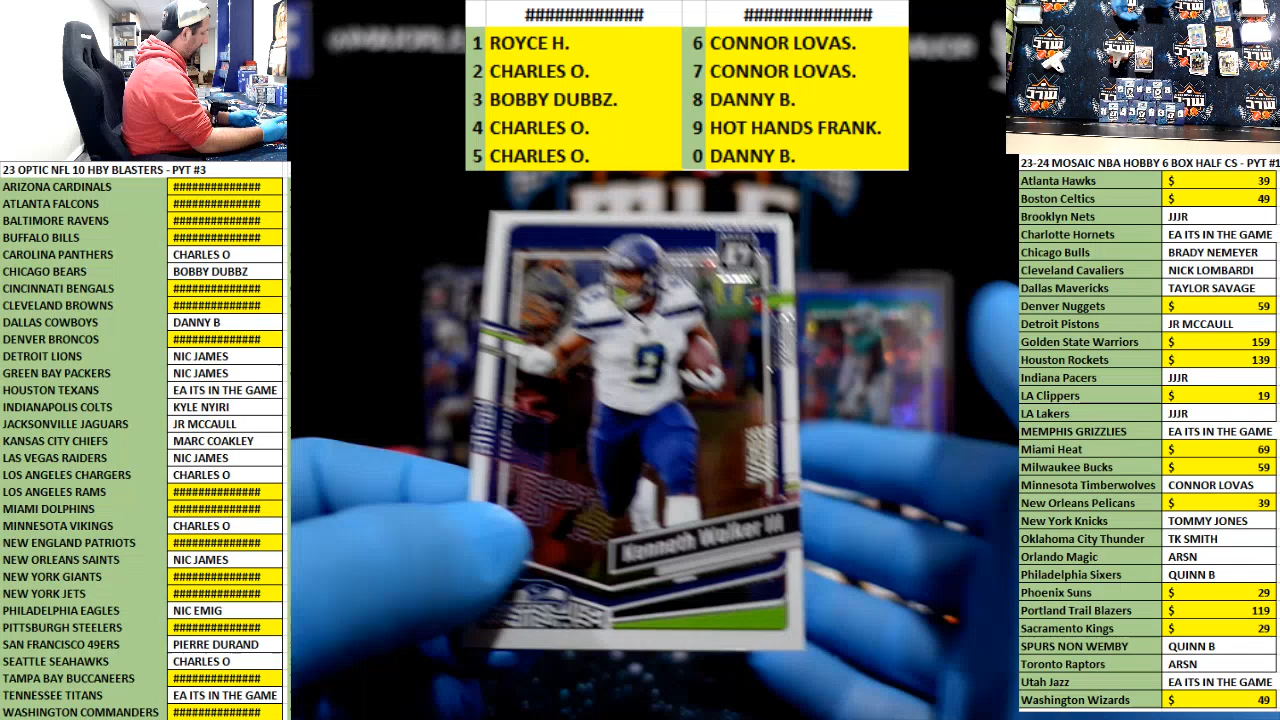 ############ #############
1 ROYCE H. 6 CONNOR LOVAS.
2 CHARLES O. 7 CONNOR LOVAS.
3 BOBBY DUBBZ. 8 DANNY B.
4 CHARLES O. 9 HOT HANDS FRANK.
5 CHARLES O. 0 DANNY B.
23 OPTIC NFL 10 HBY BLASTERS - PYT #3
ARIZONA CARDINALS ##############
ATLANTA FALCONS ##############
BALTIMORE RAVENS ##############
BUFFALO BILLS ##############
CAROLINA PANTHERS CHARLES O
CHICAGO BEARS BOBBY DUBBZ
CINCINNATI BENGALS ##############
CLEVELAND BROWNS ##############
DALLAS COWBOYS DANNY B
DENVER BRONCOS ##############
DETROIT LIONS NIC JAMES
GREEN BAY PACKERS NIC JAMES
HOUSTON TEXANS EA ITS IN THE GAME
INDIANAPOLIS COLTS KYLE NYIRI
JACKSONVILLE JAGUARS JR MCCAULL
KANSAS CITY CHIEFS MARC COAKLEY
LAS VEGAS RAIDERS NIC JAMES
LOS ANGELES CHARGERS CHARLES O
LOS ANGELES RAMS ##############
MIAMI DOLPHINS ##############
MINNESOTA VIKINGS CHARLES O
NEW ENGLAND PATRIOTS ##############
NEW ORLEANS SAINTS NIC JAMES
NEW YORK GIANTS ##############
NEW YORK JETS ##############
PHILADELPHIA EAGLES NIC EMIG
PITTSBURGH STEELERS ##############
SAN FRANCISCO 49ERS PIERRE DURAND
SEATTLE SEAHAWKS CHARLES O
TAMPA BAY BUCCANEERS ##############
TENNESSEE TITANS EA ITS IN THE GAME
WASHINGTON COMMANDERS ##############
9
Kenneth Walker III
23-24 MOSAIC NBA HOBBY 6 BOX HALF CS - PYT #1
Atlanta Hawks $ 39
Boston Celtics $ 49
Brooklyn Nets JJJR
Charlotte Hornets EA ITS IN THE GAME
Chicago Bulls BRADY NEMEYER
Cleveland Cavaliers NICK LOMBARDI
Dallas Mavericks TAYLOR SAVAGE
Denver Nuggets $ 59
Detroit Pistons JR MCCAULL
Golden State Warriors $ 159
Houston Rockets $ 139
Indiana Pacers JJJR
LA Clippers $ 19
LA Lakers JJJR
MEMPHIS GRIZZLIES EA ITS IN THE GAME
Miami Heat $ 69
Milwaukee Bucks $ 59
Minnesota Timberwolves CONNOR LOVAS
New Orleans Pelicans $ 39
New York Knicks TOMMY JONES
Oklahoma City Thunder TK SMITH
Orlando Magic ARSN
Philadelphia Sixers QUINN B
Phoenix Suns $ 29
Portland Trail Blazers $ 119
Sacramento Kings $ 29
SPURS NON WEMBY QUINN B
Toronto Raptors ARSN
Utah Jazz EA ITS IN THE GAME
Washington Wizards $ 49